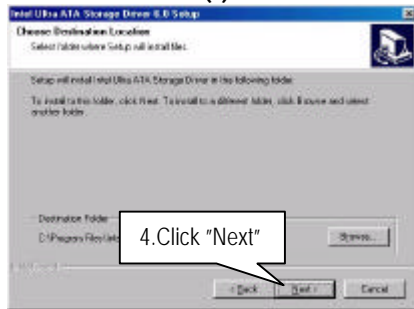 Intel Ultra ATA Storage Driver 6.0 Setup
Choose Destination Location
Select folder where Setup will install files.
Setup will install Intel Ultra ATA Storage Driver in the following folder.
To install to this folder, click Next. To install to a different folder, click Browse and select
another folder.
Destination Folder
C:\Program Files\Intel
Browse...
4.Click "Next"
< Back
Next >
Cancel